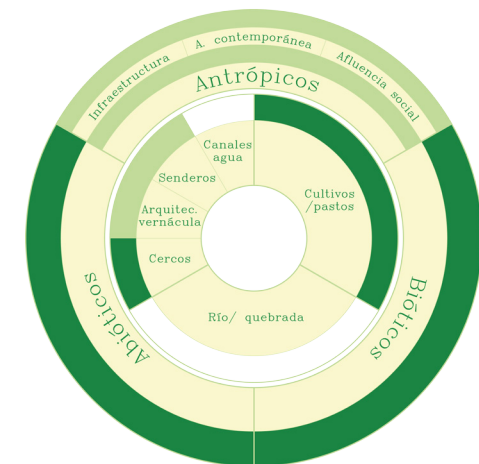 Infraestructura
A. contemporánea
Afluencia social
Antrópicos
Canales
agua
Senderos
Arquitec.
vernácula
Cercos
Cultivos
/pastos
Río/ quebrada
Abióticos
Bióticos